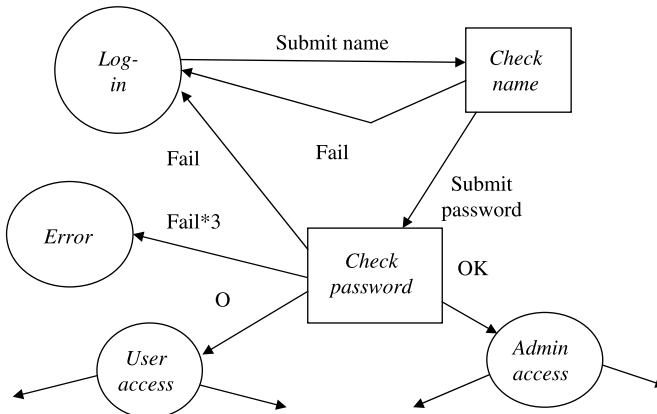 Log-
in
Submit name
Check
name
Fail
Fail
Submit
password
Fail*3
Error
Check
password
OK
O
User
access
Admin
access